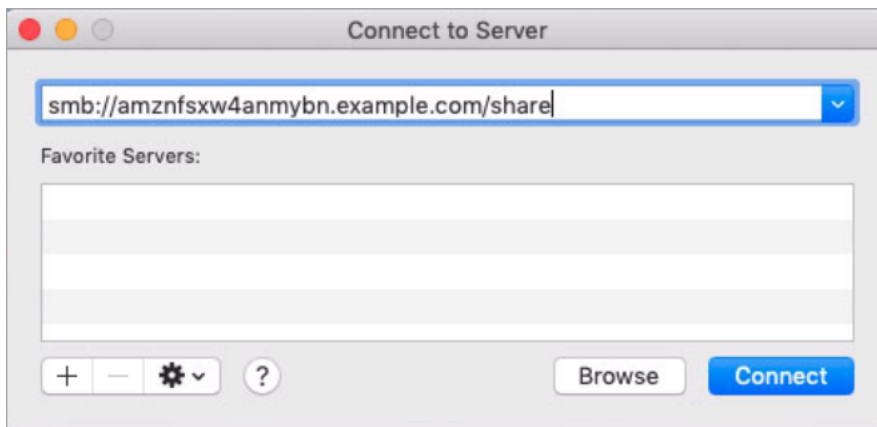 Connect to Server
smb://amznfsxw4anmybn.example.com/share
Favorite Servers:
+ − ?
Browse
Connect